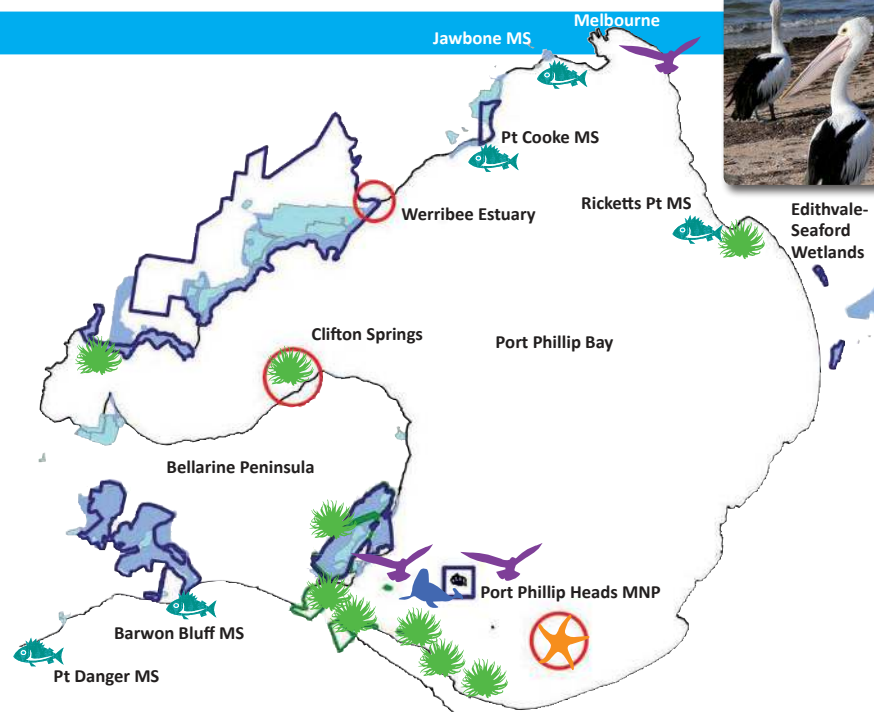 Melbourne
Jawbone MS
Pt Cooke MS
Werribee Estuary
Ricketts Pt MS
Edithvale-
Seaford
Wetlands
Clifton Springs
Port Phillip Bay
Bellarine Peninsula
Port Phillip Heads MNP
Barwon Bluff MS
Pt Danger MS